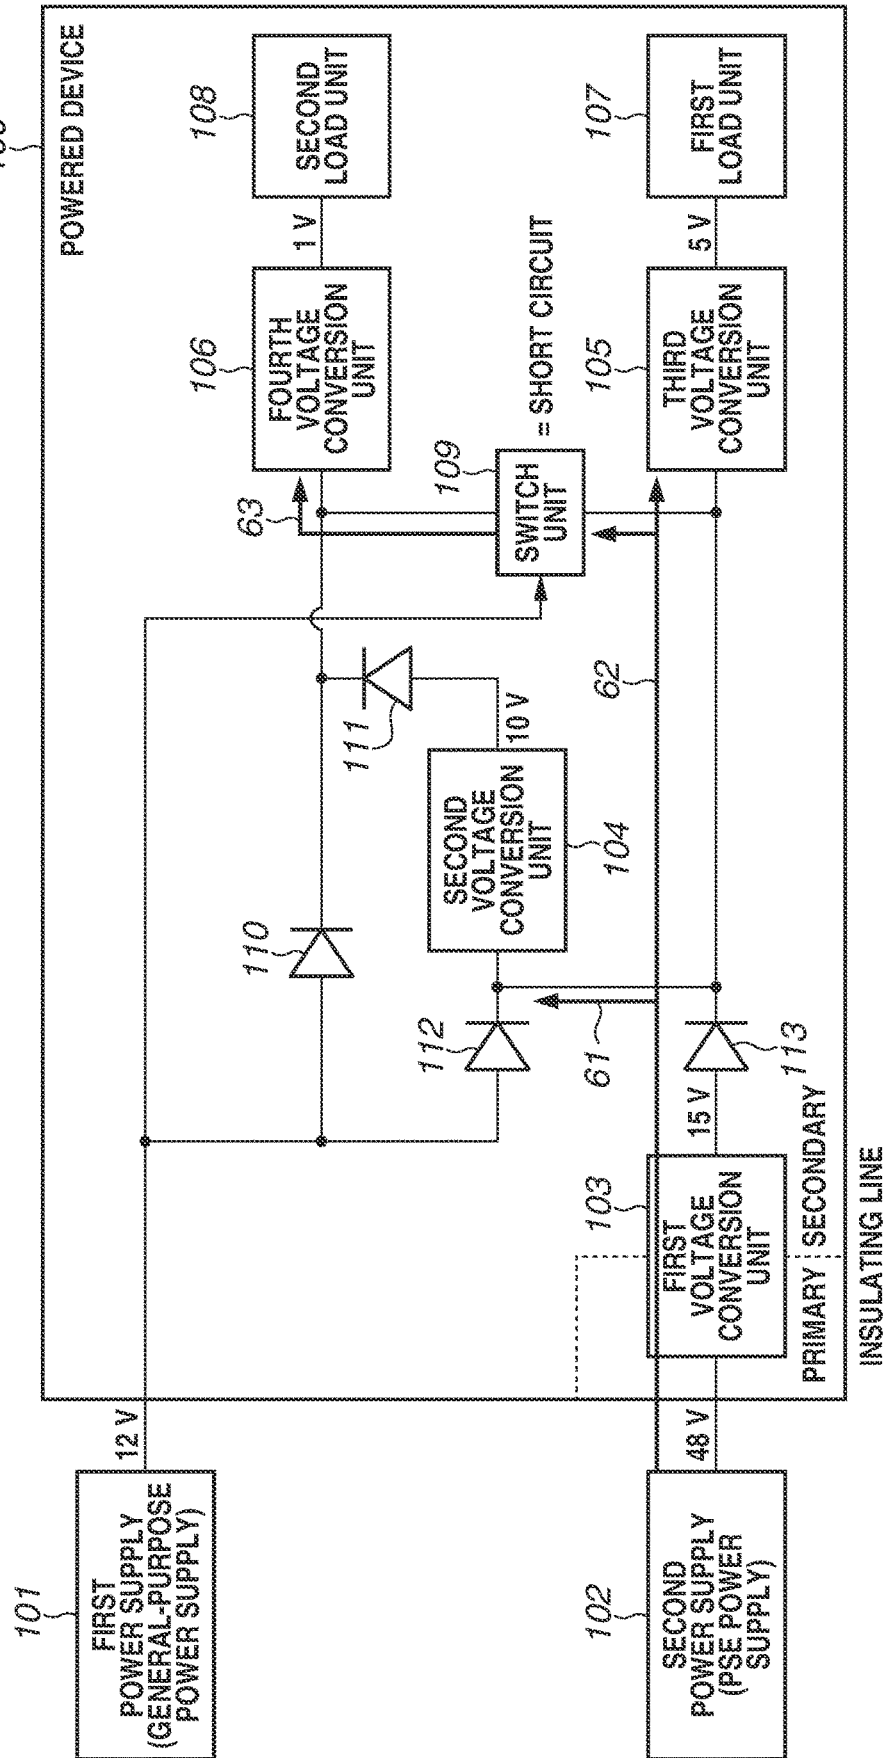 POWERED DEVICE
101
FIRST
POWER SUPPLY
(GENERAL-PURPOSE
POWER SUPPLY)
12 V
110
111
63
106
FOURTH
VOLTAGE
CONVERSION
UNIT
1 V
108
SECOND
LOAD UNIT
112
SECOND
VOLTAGE
CONVERSION
UNIT
104
10 V
109
SWITCH
UNIT
= SHORT CIRCUIT
61
62
102
SECOND
POWER SUPPLY
(PSE POWER
SUPPLY)
48 V
103
FIRST
VOLTAGE
CONVERSION
UNIT
15 V
113
105
THIRD
VOLTAGE
CONVERSION
UNIT
5 V
107
FIRST
LOAD UNIT
PRIMARY
SECONDARY
INSULATING LINE